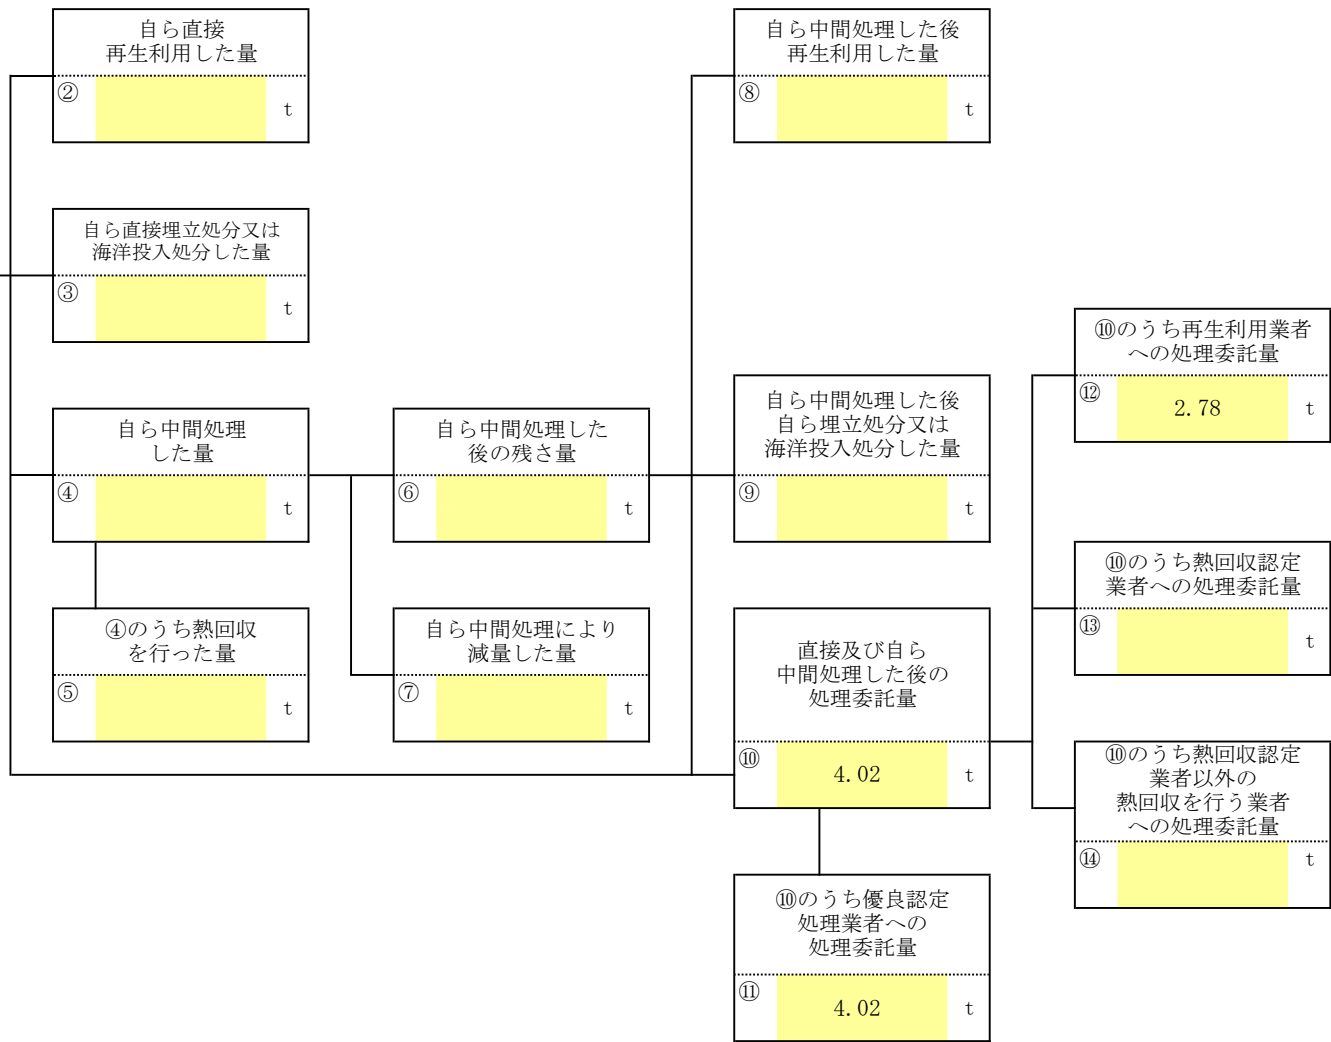 自ら直接
再生利用した量
②
t
自ら中間処理した後
再生利用した量
⑧
t
自ら直接埋立処分又は
海洋投入処分した量
③
t
⑩のうち再生利用業者
への処理委託量
⑫
2.78
t
自ら中間処理
した量
④
t
自ら中間処理した
後の残さ量
⑥
t
自ら中間処理した後
自ら埋立処分又は
海洋投入処分した量
⑨
t
⑩のうち熱回収認定
業者への処理委託量
⑬
t
④のうち熱回収
を行った量
⑤
t
自ら中間処理により
減量した量
⑦
t
直接及び自ら
中間処理した後の
処理委託量
⑩
4.02
t
⑩のうち熱回収認定
業者以外の
熱回収を行う業者
への処理委託量
⑭
t
⑩のうち優良認定
処理業者への
処理委託量
⑪
4.02
t